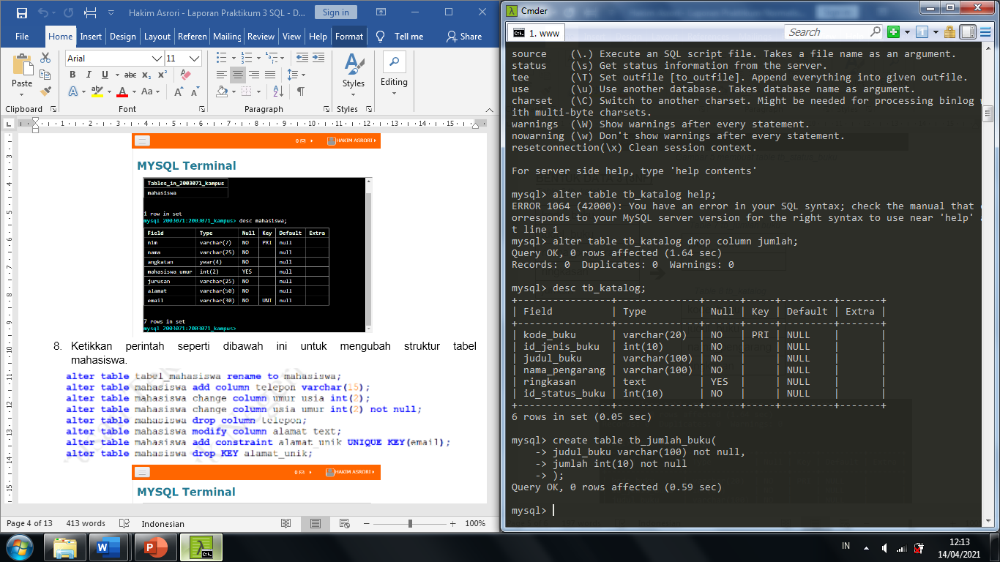 Hakim Asrori - Laporan Praktikum 3 SQL - D...
Sign in
File Home Insert Design Layout Referen Mailing Review View Help Format Tell me Share
Arial 11
Paste
Styles
Editing
Clipboard Font Paragraph Styles
HAKIM ASRORI
MYSQL Terminal
Tables_in_2003071_kampus
mahasiswa
1 row in set
mysql 2003071:2003071_kampus> desc mahasiswa;
Field Type Null Key Default Extra
nim varchar(7) NO PRI null
nama varchar(25) NO null
angkatan year(4) NO null
mahasiswa_umur int(2) YES null
jurusan varchar(25) NO null
alamat varchar(50) NO null
email varchar(30) NO UNI null
7 rows in set
mysql 2003071:2003071_kampus>
8. Ketikkan perintah seperti dibawah ini untuk mengubah struktur tabel
mahasiswa.
alter table tabel_mahasiswa rename to mahasiswa;
alter table mahasiswa add column telepon varchar(15);
alter table mahasiswa change column umur usia int(2);
alter table mahasiswa change column usia umur int(2) not null;
alter table mahasiswa drop column telepon;
alter table mahasiswa modify column alamat text;
alter table mahasiswa add constraint alamat_unik UNIQUE KEY(email);
alter table mahasiswa drop KEY alamat_unik;
HAKIM ASRORI
MYSQL Terminal
Page 4 of 13 413 words Indonesian 100%
Cmder
1. www
Search
source (\.) Execute an SQL script file. Takes a file name as an argument.
status (\s) Get status information from the server.
tee (\T) Set outfile [to_outfile]. Append everything into given outfile.
use (\u) Use another database. Takes database name as argument.
charset (\C) Switch to another charset. Might be needed for processing binlog w
ith multi-byte charsets.
warnings (\W) Show warnings after every statement.
nowarning (\w) Don't show warnings after every statement.
resetconnection(\x) Clean session context.
For server side help, type 'help contents'
mysql> alter table tb_katalog help;
ERROR 1064 (42000): You have an error in your SQL syntax; check the manual that c
orresponds to your MySQL server version for the right syntax to use near 'help' a
t line 1
mysql> alter table tb_katalog drop column jumlah;
Query OK, 0 rows affected (1.64 sec)
Records: 0  Duplicates: 0  Warnings: 0
mysql> desc tb_katalog;
+----------------+--------------+------+-----+---------+-------+
| Field          | Type         | Null | Key | Default | Extra |
+----------------+--------------+------+-----+---------+-------+
| kode_buku      | varchar(20)  | NO   | PRI | NULL    |       |
| id_jenis_buku  | int(10)      | NO   |     | NULL    |       |
| judul_buku     | varchar(100) | NO   |     | NULL    |       |
| nama_pengarang | varchar(100) | NO   |     | NULL    |       |
| ringkasan      | text         | YES  |     | NULL    |       |
| id_status_buku | int(10)      | NO   |     | NULL    |       |
+----------------+--------------+------+-----+---------+-------+
6 rows in set (0.05 sec)
mysql> create table tb_jumlah_buku(
-> judul_buku varchar(100) not null,
-> jumlah int(10) not null
-> );
Query OK, 0 rows affected (0.59 sec)
mysql>
IN 12:13
14/04/2021